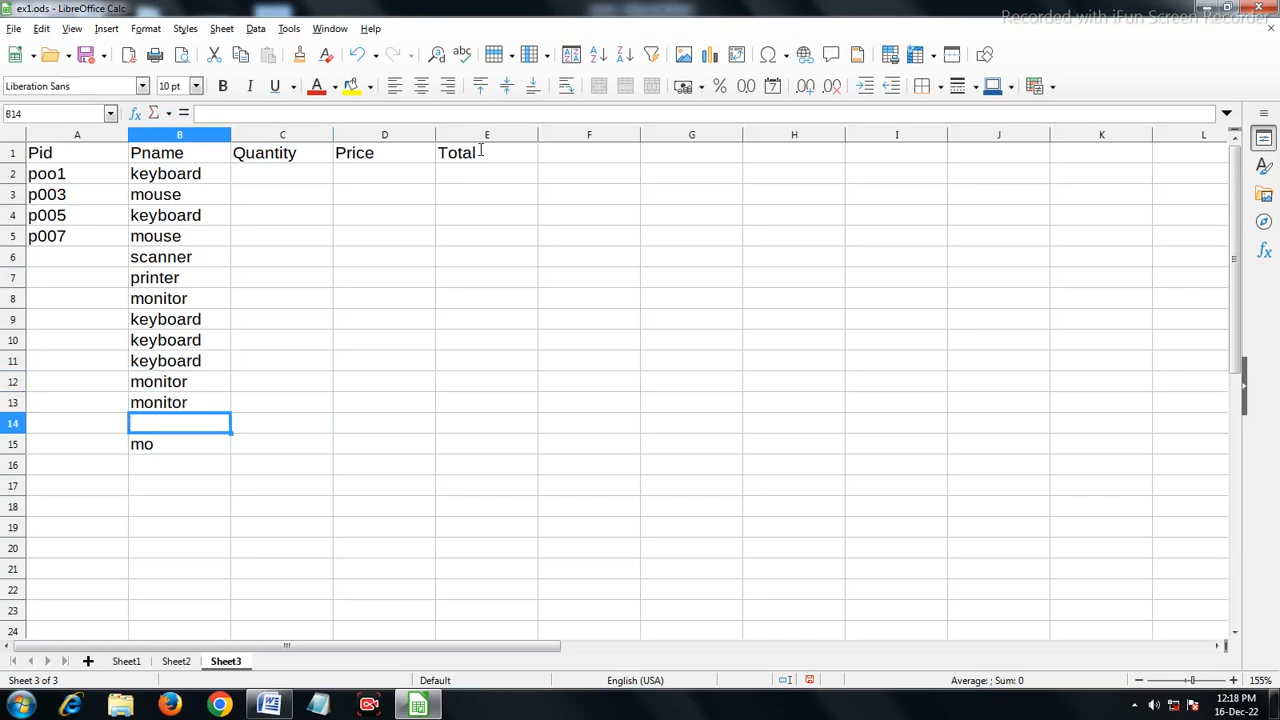 ex1.ods - LibreOffice Calc
Recorded with iFun Screen Recorder
File Edit View Insert Format Styles Sheet Data Tools Window Help
Liberation Sans 10 pt
B14
A B C D E F G H I J K L
1 Pid Pname Quantity Price Total
2 poo1 keyboard
3 p003 mouse
4 p005 keyboard
5 p007 mouse
6 scanner
7 printer
8 monitor
9 keyboard
10 keyboard
11 keyboard
12 monitor
13 monitor
14
15 mo
16
17
18
19
20
21
22
23
24
Sheet1 Sheet2 Sheet3
Sheet 3 of 3 Default English (USA) Average: ; Sum: 0 155%
12:18 PM
16-Dec-22